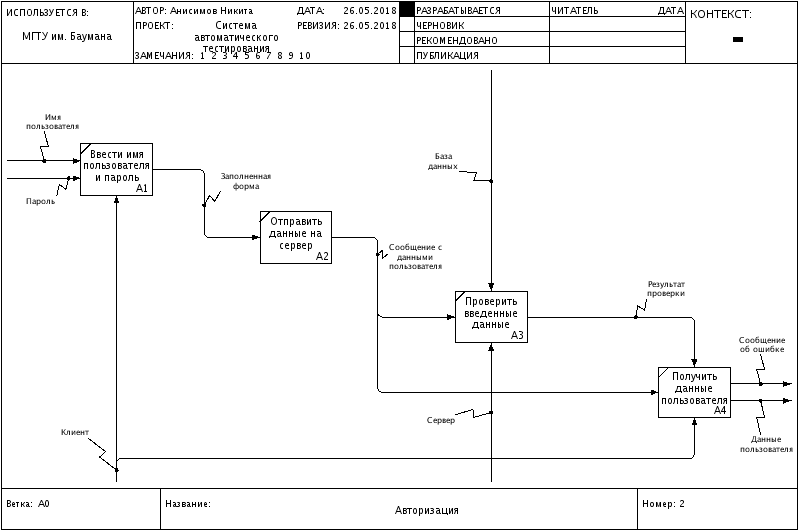 ИСПОЛЬЗУЕТСЯ В:
МГТУ им. Баумана
АВТОР: Анисимов Никита
ДАТА: 26.05.2018
ПРОЕКТ: Система
автоматического
тестирования
РЕВИЗИЯ: 26.05.2018
ЗАМЕЧАНИЯ: 1 2 3 4 5 6 7 8 9 10
РАЗРАБАТЫВАЕТСЯ
ЧЕРНОВИК
РЕКОМЕНДОВАНО
ПУБЛИКАЦИЯ
ЧИТАТЕЛЬ
ДАТА
КОНТЕКСТ:
Имя
пользователя
Пароль
Ввести имя
пользователя
и пароль
A1
Заполненная
форма
Отправить
данные на
сервер
A2
Сообщение с
данными
пользователя
База
данных
Проверить
введенные
данные
A3
Результат
проверки
Получить
данные
пользователя
A4
Сообщение
об ошибке
Данные
пользователя
Сервер
Клиент
Ветка: A0
Название:
Авторизация
Номер: 2